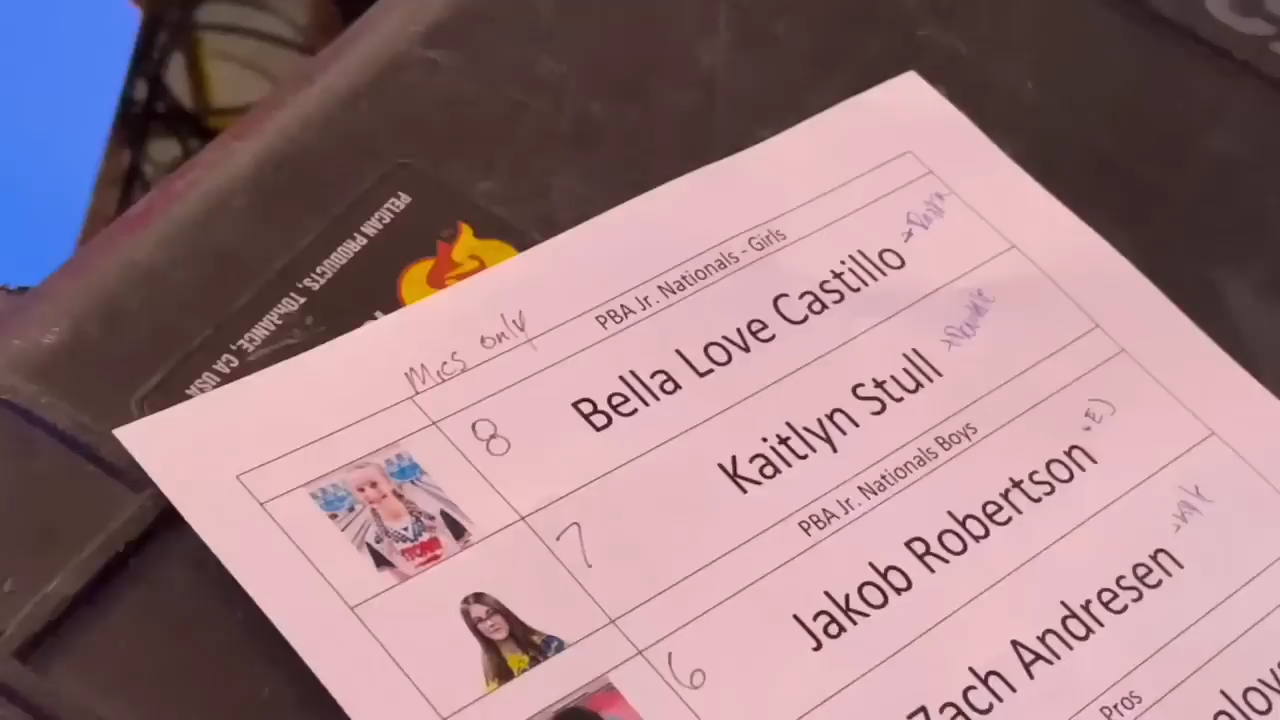 PELICAN PRODUCTS, TORRANCE, CA USA
Mics only
PBA Jr. Nationals - Girls
8 Bella Love Castillo
7 Kaitlyn Stull
PBA Jr. Nationals Boys
6 Jakob Robertson EJ
Zach Andresen
Pros